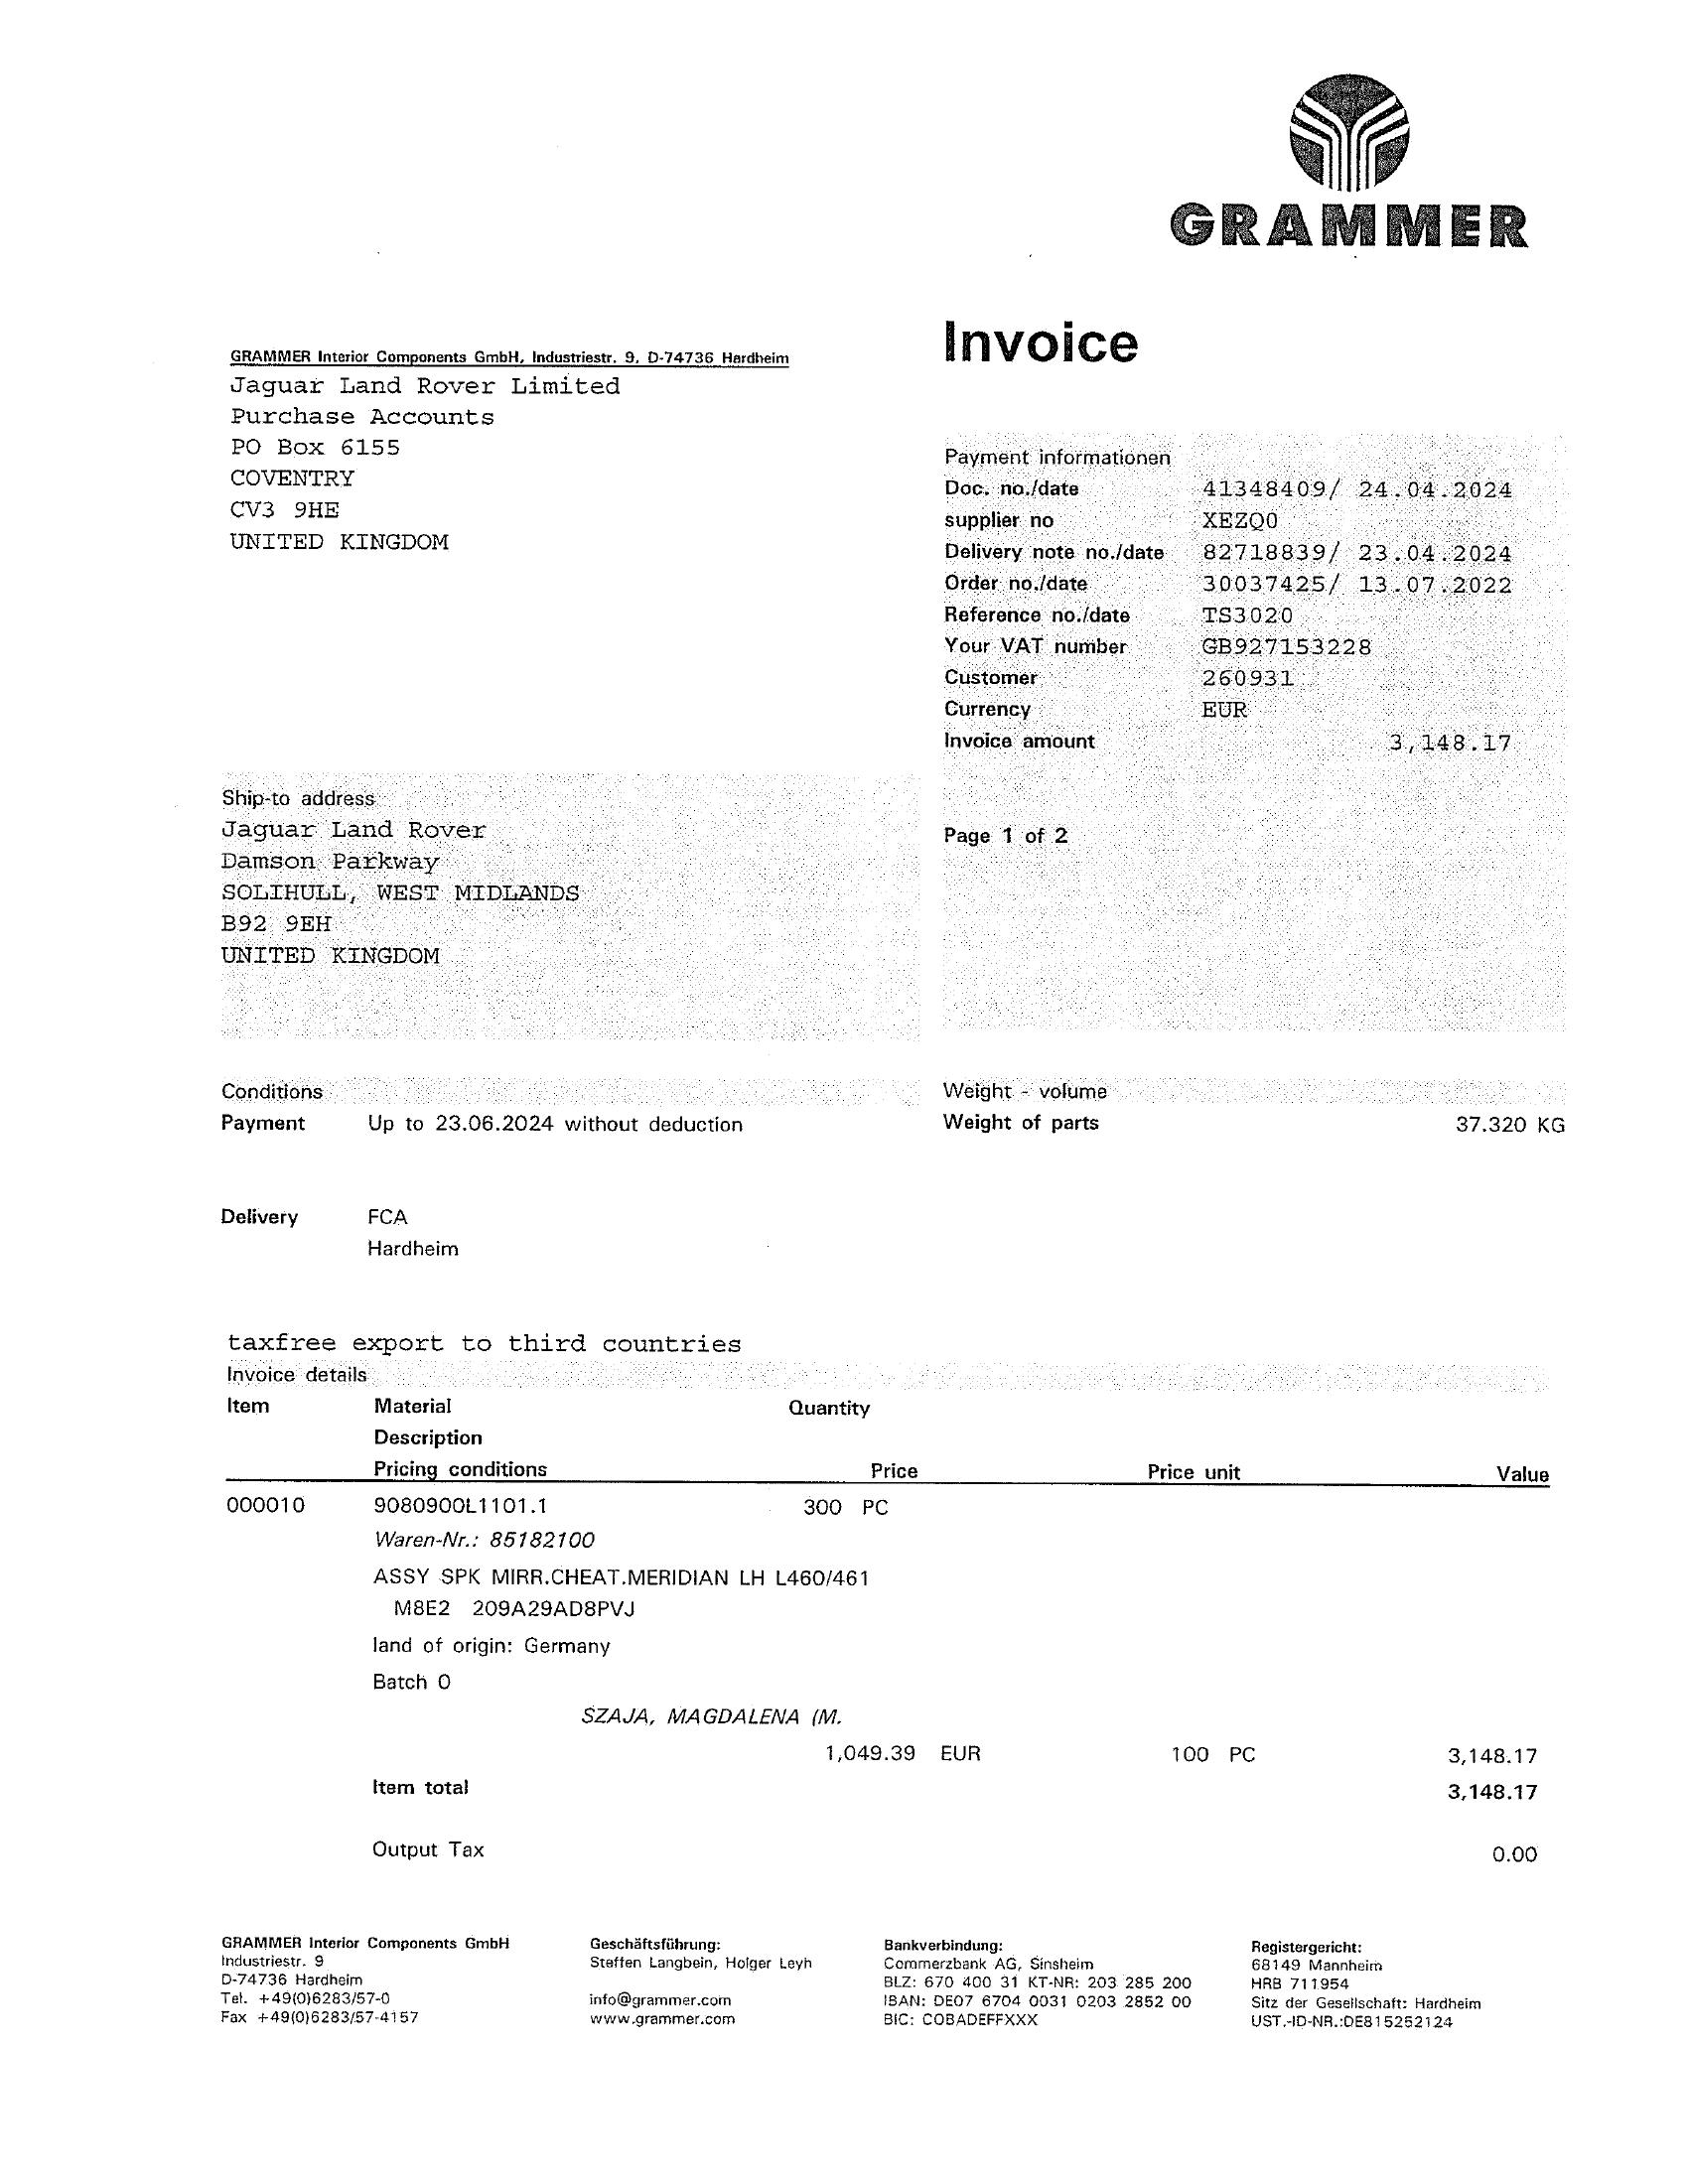 GRAMMER
Invoice
GRAMMER Interior Components GmbH, Industriestr. 9, D-74736 Hardheim
Jaguar Land Rover Limited
Purchase Accounts
PO Box 6155
COVENTRY
CV3 9HE
UNITED KINGDOM
Payment informationen
Doc. no./date 41348409/ 24.04.2024
supplier no XEZQ0
Delivery note no./date 82718839/ 23.04.2024
Order no./date 30037425/ 13.07.2022
Reference no./date TS3020
Your VAT number GB927153228
Customer 260931
Currency EUR
Invoice amount 3,148.17
Page 1 of 2
Ship-to address
Jaguar Land Rover
Damson Parkway
SOLIHULL, WEST MIDLANDS
B92 9EH
UNITED KINGDOM
Conditions
Payment Up to 23.06.2024 without deduction
Weight - volume
Weight of parts 37.320 KG
Delivery FCA
Hardheim
taxfree export to third countries
Invoice details
Item Material Quantity
Description
Pricing conditions Price Price unit Value
000010 9080900L1101.1 300 PC
Waren-Nr.: 85182100
ASSY SPK MIRR.CHEAT.MERIDIAN LH L460/461
M8E2 209A29AD8PVJ
land of origin: Germany
Batch 0
SZAJA, MAGDALENA (M.
1,049.39 EUR 100 PC 3,148.17
Item total 3,148.17
Output Tax 0.00
GRAMMER Interior Components GmbH
Industriestr. 9
D-74736 Hardheim
Tel. +49(0)6283/57-0
Fax +49(0)6283/57-4157
Geschäftsführung:
Steffen Langbein, Holger Leyh
info@grammer.com
www.grammer.com
Bankverbindung:
Commerzbank AG, Sinsheim
BLZ: 670 400 31 KT-NR: 203 285 200
IBAN: DE07 6704 0031 0203 2852 00
BIC: COBADEFFXXX
Registergericht:
68149 Mannheim
HRB 711954
Sitz der Gesellschaft: Hardheim
UST.-ID-NR.:DE815252124